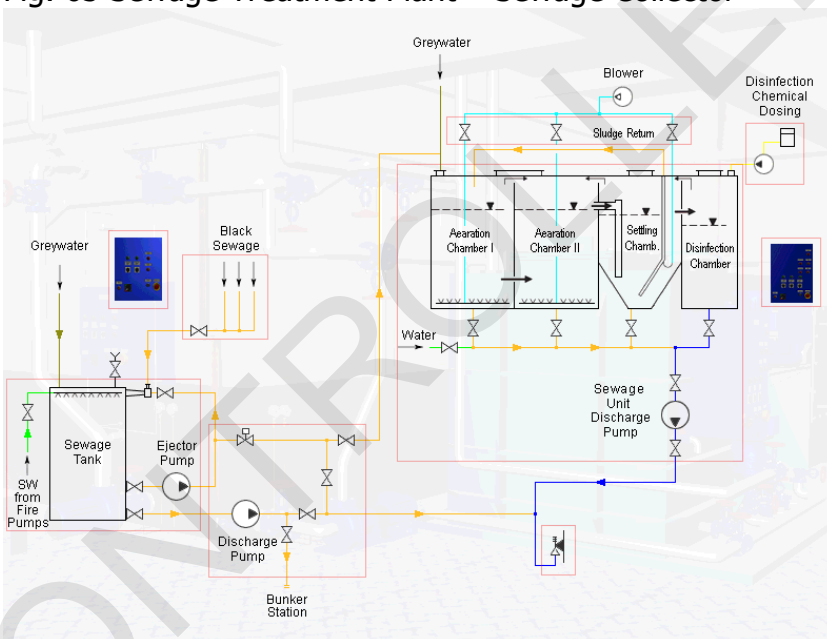 Fig. 65 Sewage Treatment Plant - Sewage Collector
Greywater
Blower
Disinfection
Chemical
Dosing
Sludge Return
Black
Sewage
Greywater
Aearation
Chamber I
Aearation
Chamber II
Settling
Chamb.
Disinfection
Chamber
Water
Sewage
Unit
Discharge
Pump
Sewage
Tank
Ejector
Pump
SW
from
Fire
Pumps
Discharge
Pump
Bunker
Station